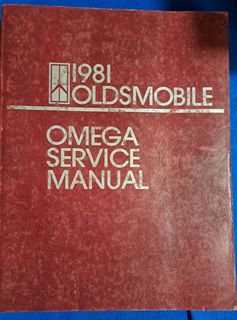 1981
OLDSMOBILE
OMEGA
SERVICE
MANUAL